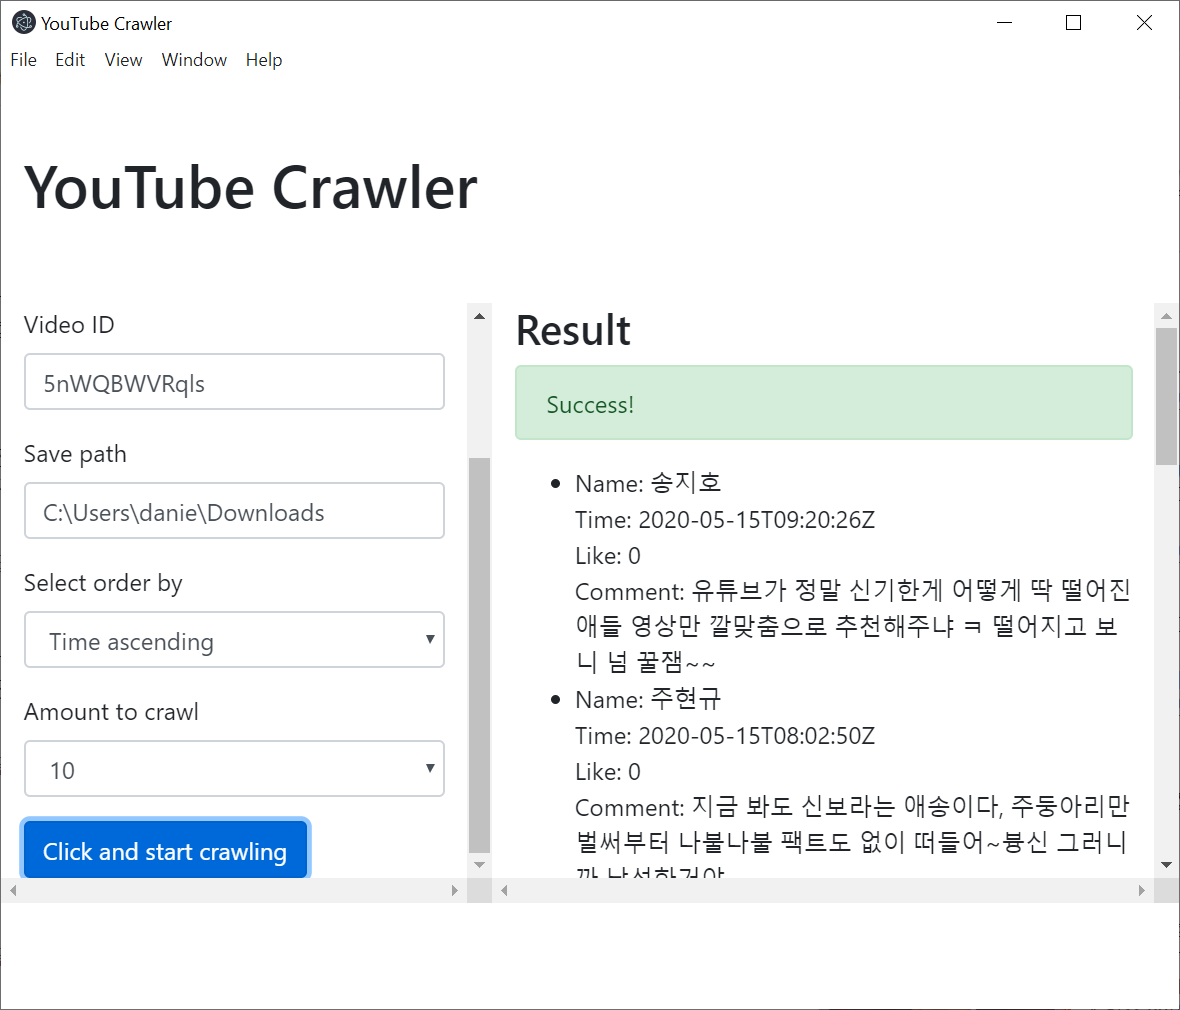 YouTube Crawler
File Edit View Window Help
YouTube Crawler
Video ID
5nWQBWVRqls
Save path
C:\Users\danie\Downloads
Select order by
Time ascending
Amount to crawl
10
Click and start crawling
Result
Success!
Name: 송지호
Time: 2020-05-15T09:20:26Z
Like: 0
Comment: 유튜브가 정말 신기한게 어떻게 딱 떨어진
애들 영상만 깔맞춤으로 추천해주냐 ㅋ 떨어지고 보
니 넘 꿀잼~~
Name: 주현규
Time: 2020-05-15T08:02:50Z
Like: 0
Comment: 지금 봐도 신보라는 애송이다, 주둥아리만
벌써부터 나불나불 팩트도 없이 떠들어~븅신 그러니